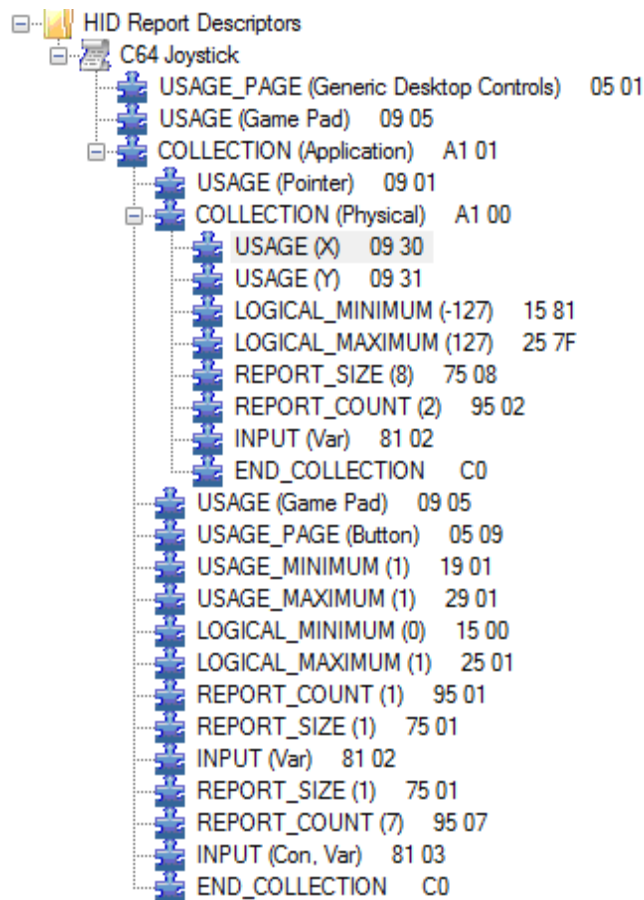 HID Report Descriptors
C64 Joystick
USAGE_PAGE (Generic Desktop Controls) 05 01
USAGE (Game Pad) 09 05
COLLECTION (Application) A1 01
USAGE (Pointer) 09 01
COLLECTION (Physical) A1 00
USAGE (X) 09 30
USAGE (Y) 09 31
LOGICAL_MINIMUM (-127) 15 81
LOGICAL_MAXIMUM (127) 25 7F
REPORT_SIZE (8) 75 08
REPORT_COUNT (2) 95 02
INPUT (Var) 81 02
END_COLLECTION C0
USAGE (Game Pad) 09 05
USAGE_PAGE (Button) 05 09
USAGE_MINIMUM (1) 19 01
USAGE_MAXIMUM (1) 29 01
LOGICAL_MINIMUM (0) 15 00
LOGICAL_MAXIMUM (1) 25 01
REPORT_COUNT (1) 95 01
REPORT_SIZE (1) 75 01
INPUT (Var) 81 02
REPORT_SIZE (1) 75 01
REPORT_COUNT (7) 95 07
INPUT (Con, Var) 81 03
END_COLLECTION C0